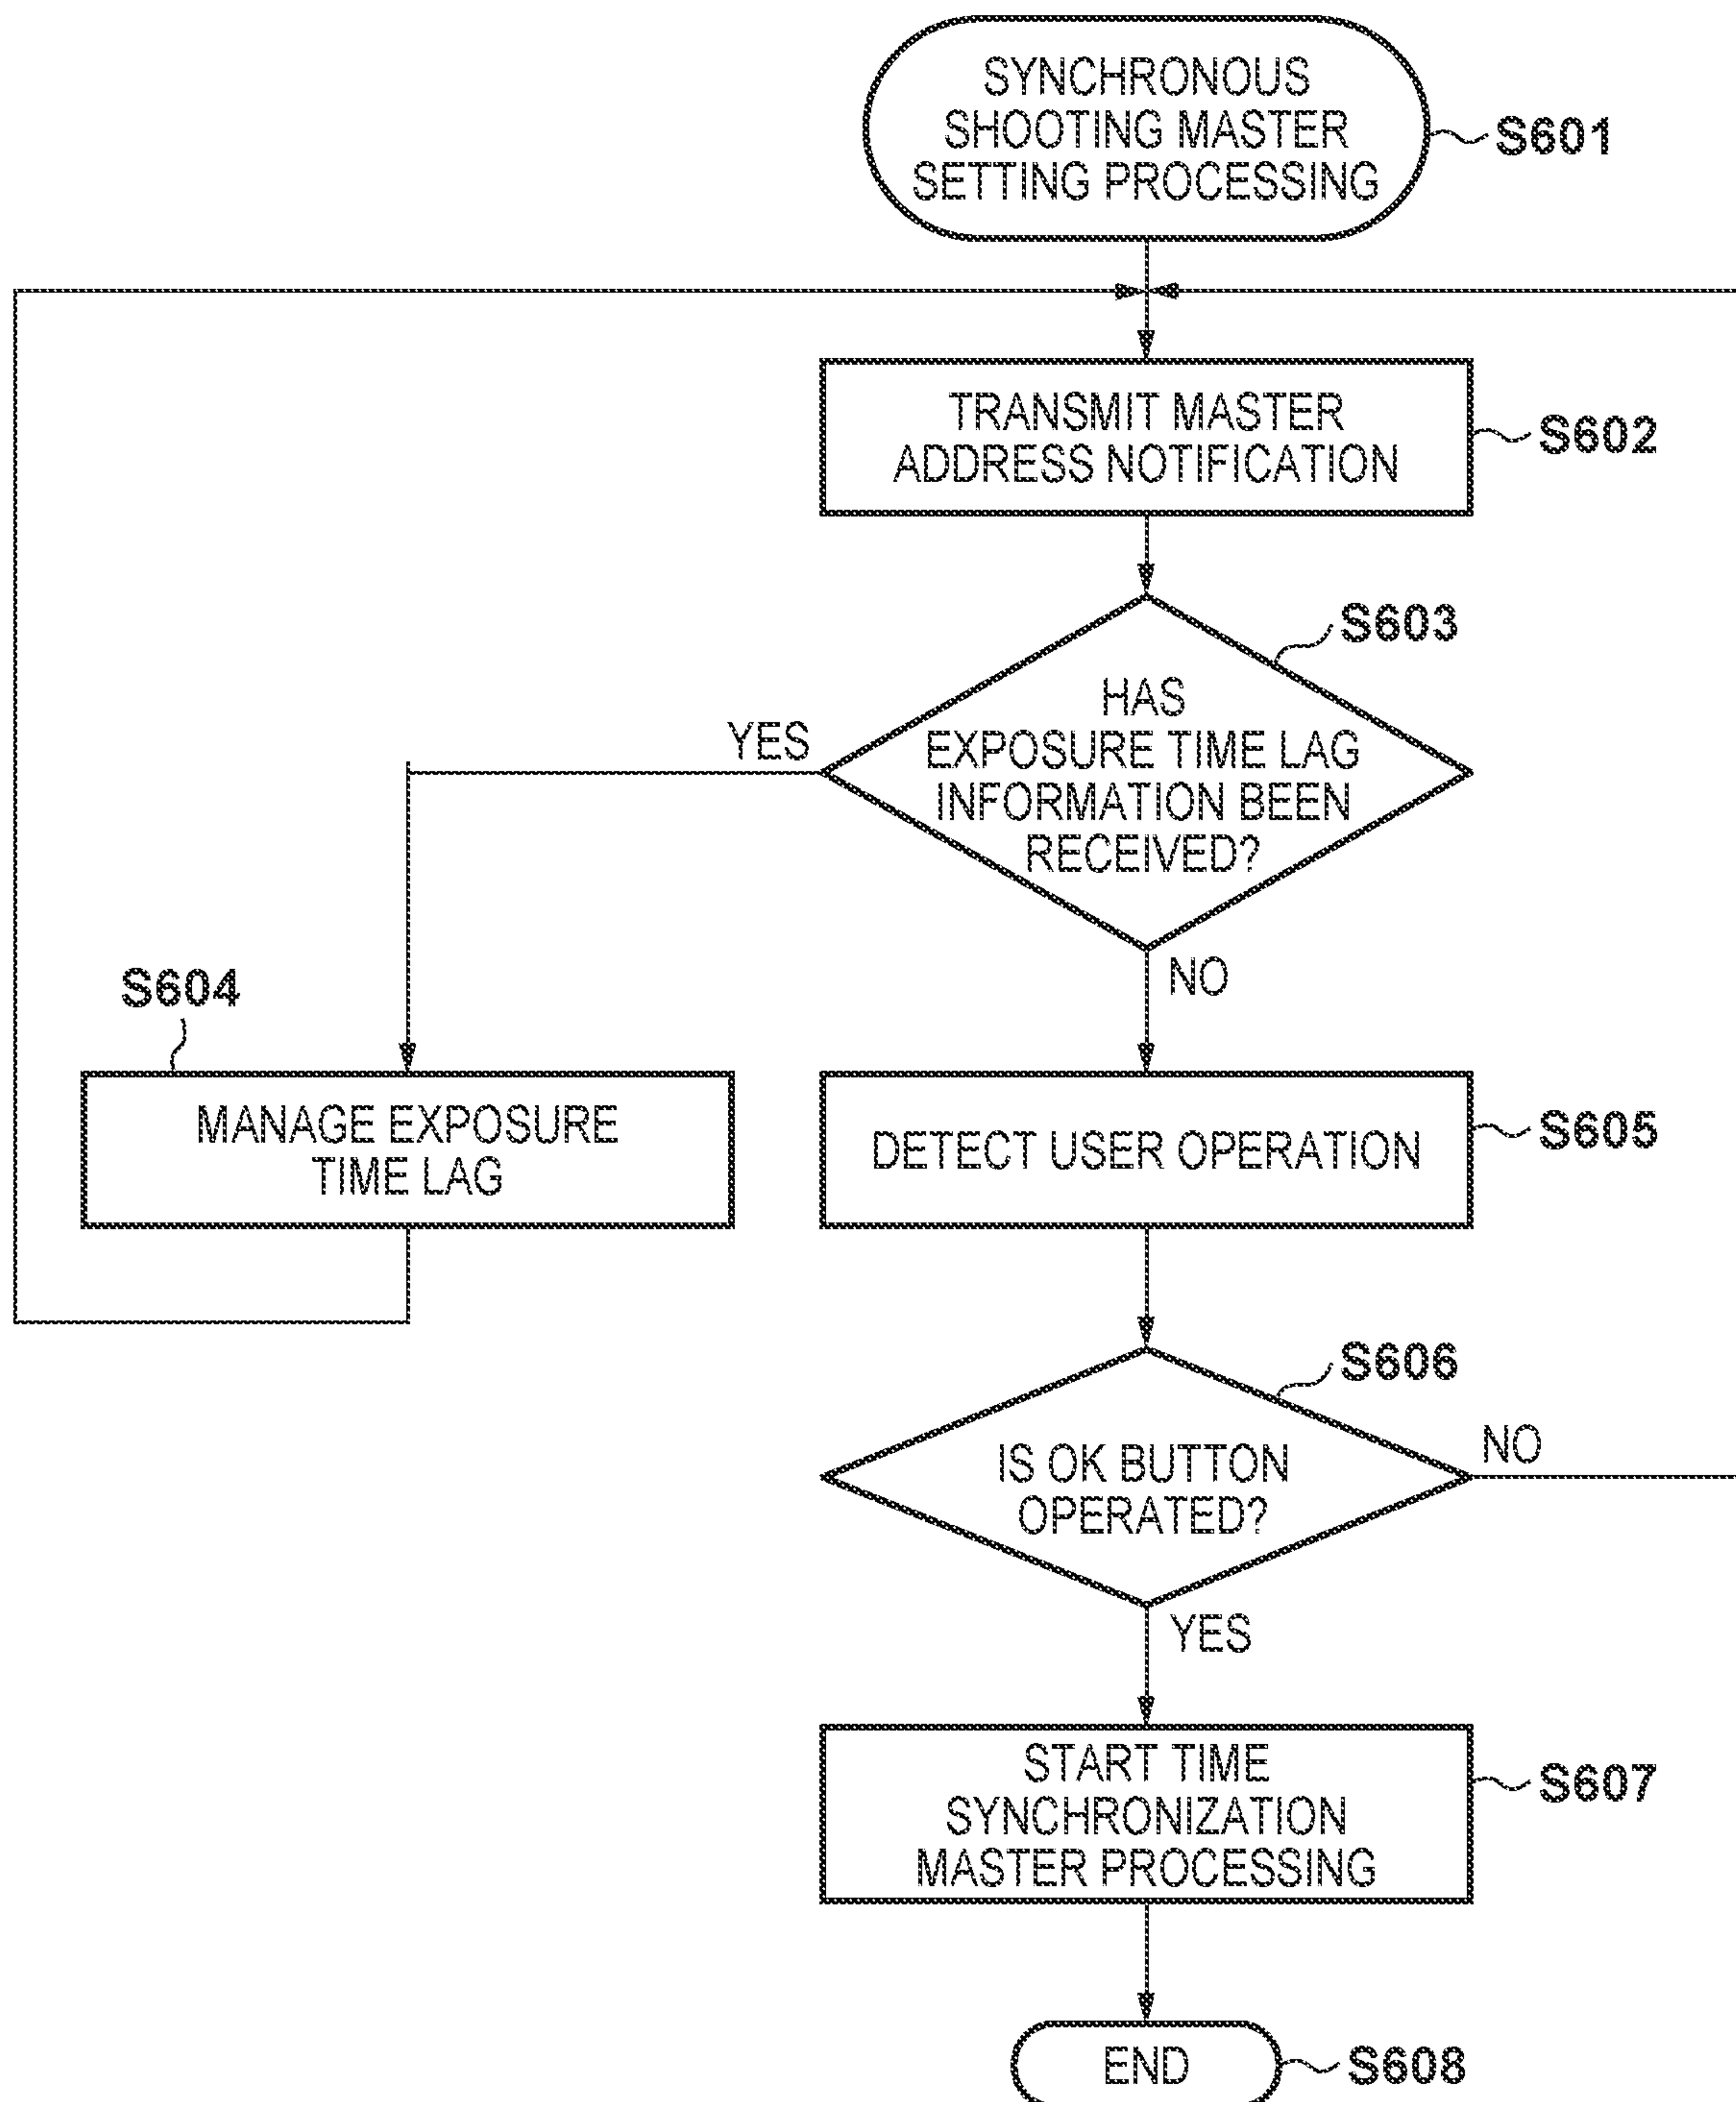 SYNCHRONOUS
SHOOTING MASTER
SETTING PROCESSING
S601
TRANSMIT MASTER
ADDRESS NOTIFICATION
S602
S603
HAS
EXPOSURE TIME LAG
INFORMATION BEEN
RECEIVED?
YES
NO
S604
MANAGE EXPOSURE
TIME LAG
DETECT USER OPERATION
S605
S606
IS OK BUTTON
OPERATED?
NO
YES
START TIME
SYNCHRONIZATION
MASTER PROCESSING
S607
END
S608